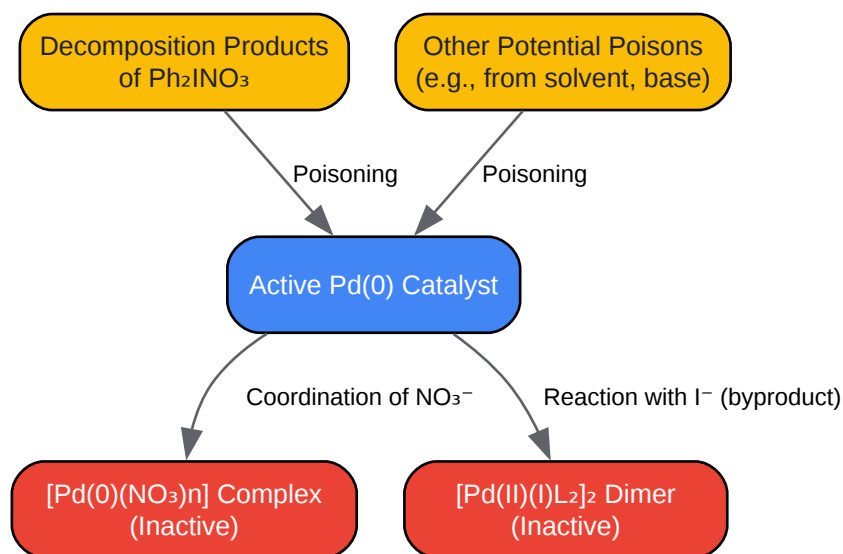 Decomposition Products
of Ph₂INO₃
Other Potential Poisons
(e.g., from solvent, base)
Poisoning
Poisoning
Active Pd(0) Catalyst
Coordination of NO₃⁻
Reaction with I⁻ (byproduct)
[Pd(0)(NO₃)n] Complex
(Inactive)
[Pd(II)(I)L₂]₂ Dimer
(Inactive)